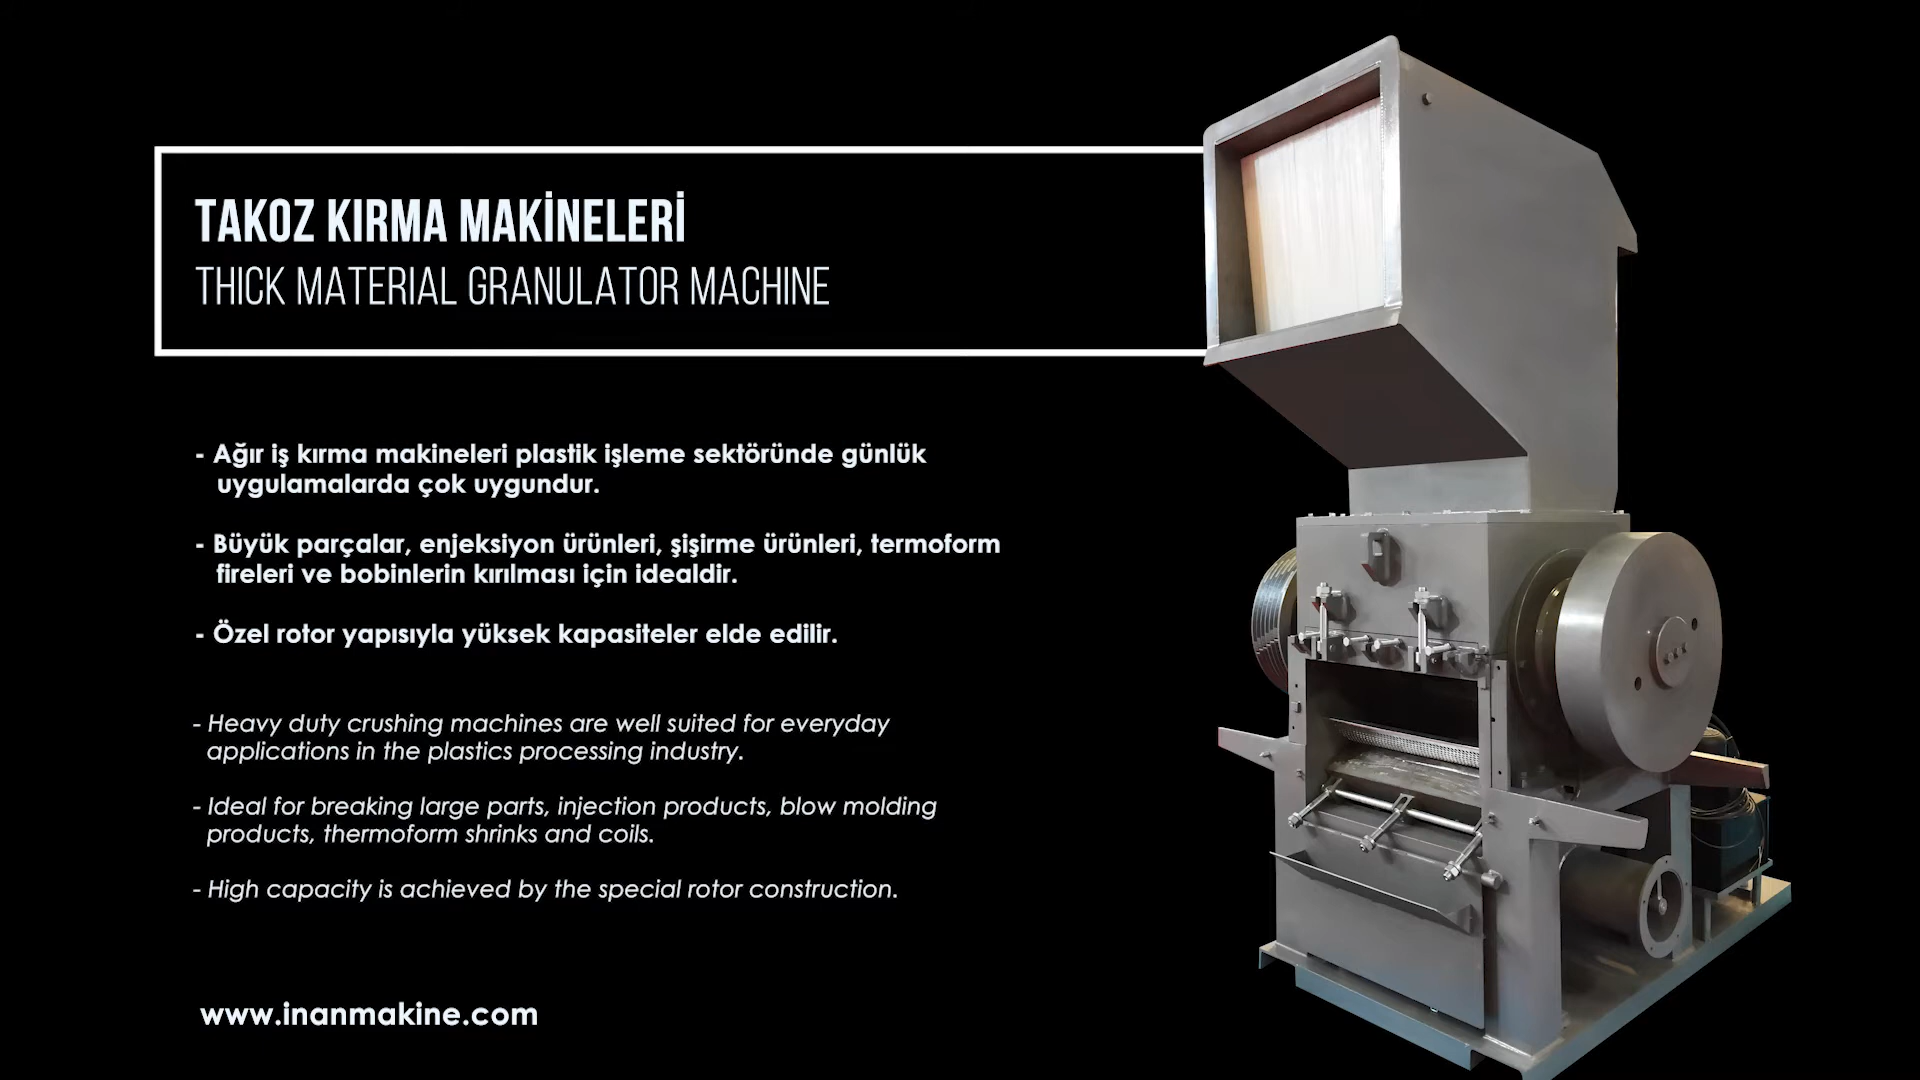 TAKOZ KIRMA MAKİNELERİ
THICK MATERIAL GRANULATOR MACHINE
- Ağır iş kırma makineleri plastik işleme sektöründe günlük
uygulamalarda çok uygundur.
- Büyük parçalar, enjeksiyon ürünleri, şişirme ürünleri, termoform
fireleri ve bobinlerin kırılması için idealdir.
- Özel rotor yapısıyla yüksek kapasiteler elde edilir.
- Heavy duty crushing machines are well suited for everyday
applications in the plastics processing industry.
- Ideal for breaking large parts, injection products, blow molding
products, thermoform shrinks and coils.
- High capacity is achieved by the special rotor construction.
www.inanmakine.com